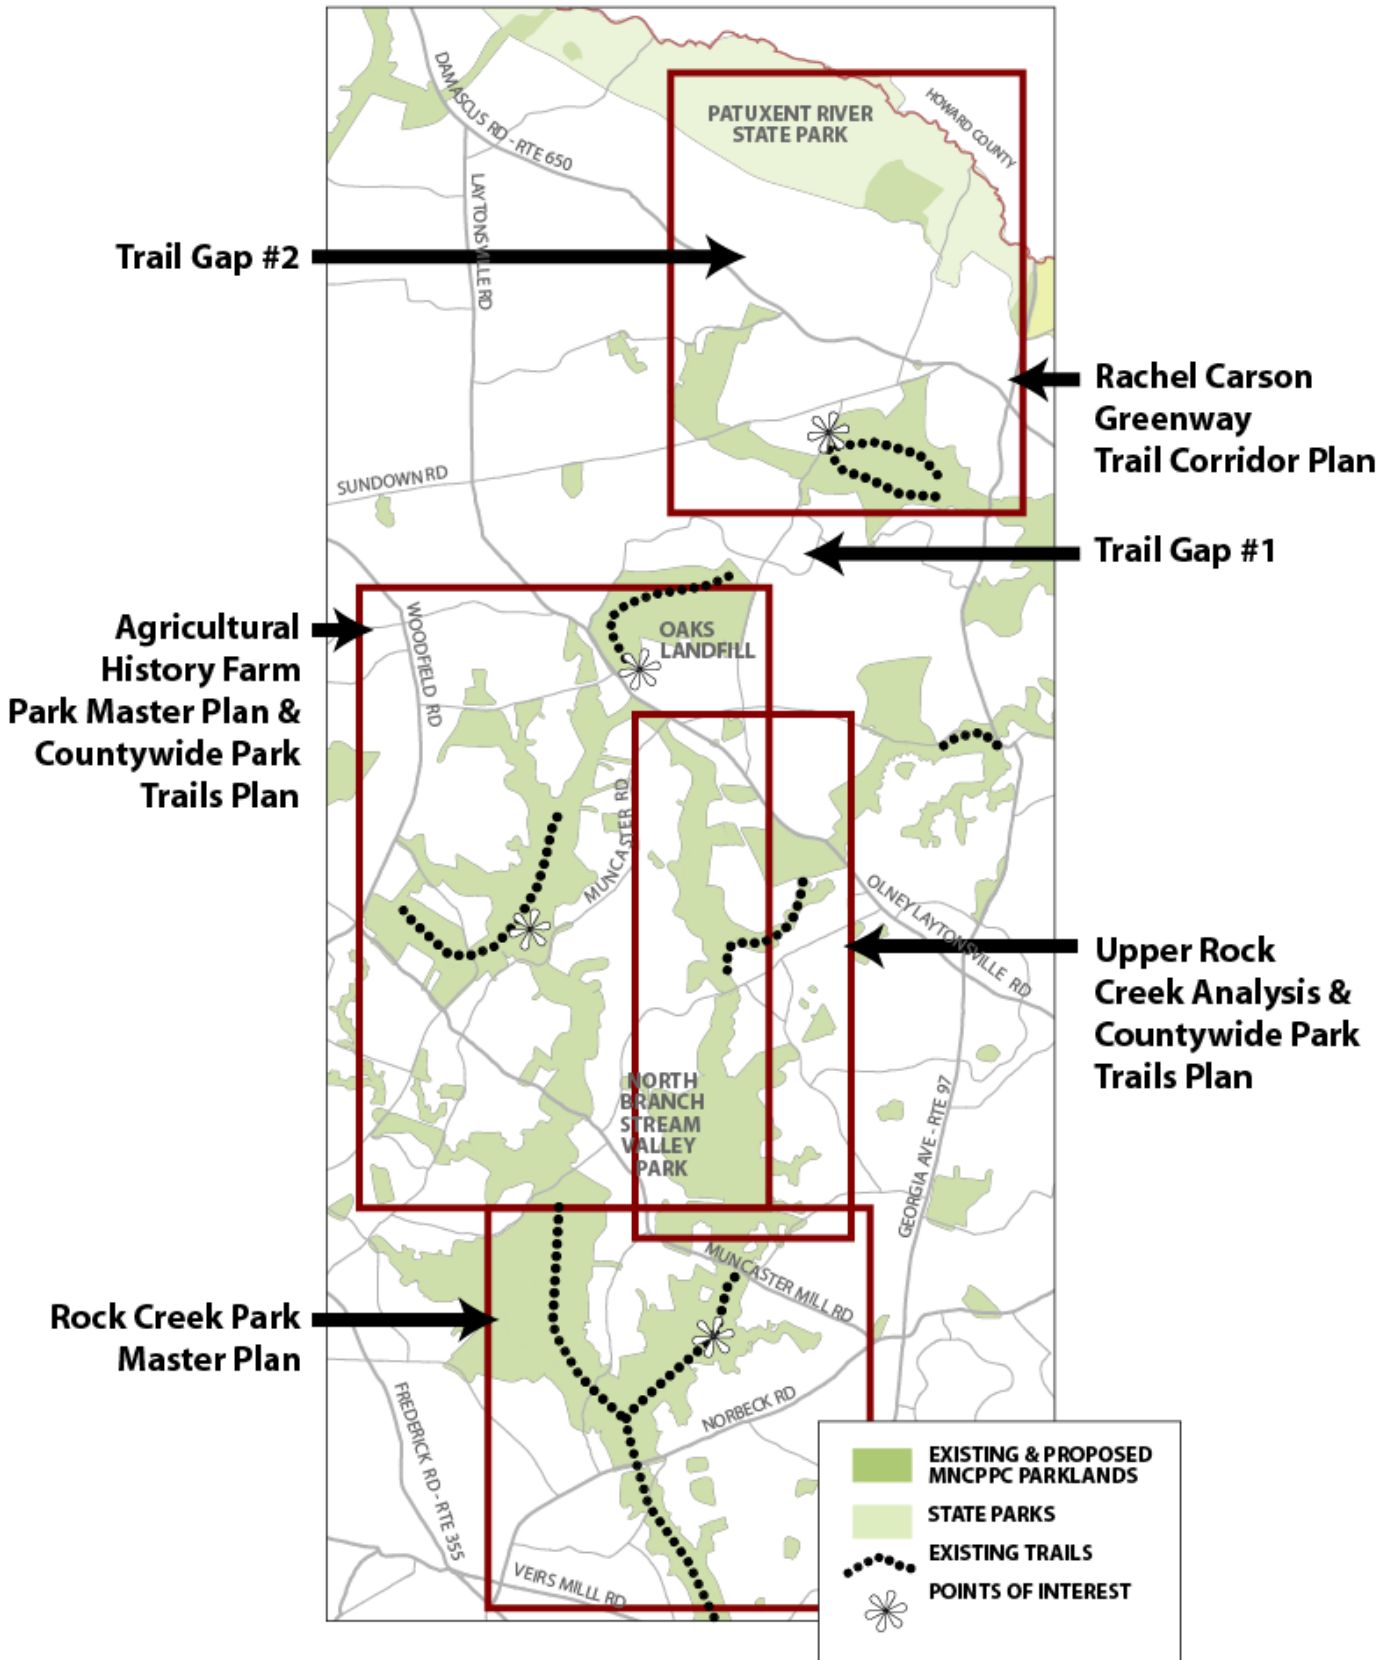 DAMASCUS RD - RTE 650
PATUXENT RIVER
STATE PARK
HOWARD COUNTY
LAYTONSVILLE RD
Trail Gap #2
Rachel Carson
Greenway
Trail Corridor Plan
SUNDOWN RD
Trail Gap #1
Agricultural
History Farm
Park Master Plan &
Countywide Park
Trails Plan
WOODFIELD RD
OAKS
LANDFILL
MUNCASTER RD
OLNEY LAYTONSVILLE RD
Upper Rock
Creek Analysis &
Countywide Park
Trails Plan
NORTH
BRANCH
STREAM
VALLEY
PARK
GEORGIA AVE - RTE 97
MUNCASTER MILL RD
Rock Creek Park
Master Plan
FREDERICK RD - RTE 355
NORBECK RD
VEIRS MILLL RD
EXISTING & PROPOSED
MNCPPC PARKLANDS
STATE PARKS
EXISTING TRAILS
POINTS OF INTEREST